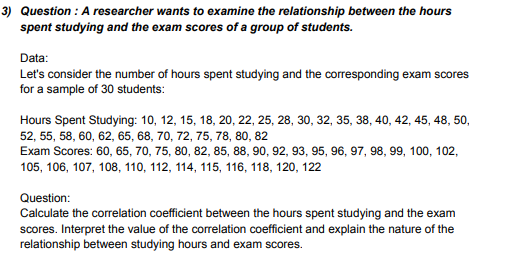 3) Question : A researcher wants to examine the relationship between the hours
spent studying and the exam scores of a group of students.
Data:
Let's consider the number of hours spent studying and the corresponding exam scores
for a sample of 30 students:
Hours Spent Studying: 10, 12, 15, 18, 20, 22, 25, 28, 30, 32, 35, 38, 40, 42, 45, 48, 50,
52, 55, 58, 60, 62, 65, 68, 70, 72, 75, 78, 80, 82
Exam Scores: 60, 65, 70, 75, 80, 82, 85, 88, 90, 92, 93, 95, 96, 97, 98, 99, 100, 102,
105, 106, 107, 108, 110, 112, 114, 115, 116, 118, 120, 122
Question:
Calculate the correlation coefficient between the hours spent studying and the exam
scores. Interpret the value of the correlation coefficient and explain the nature of the
relationship between studying hours and exam scores.